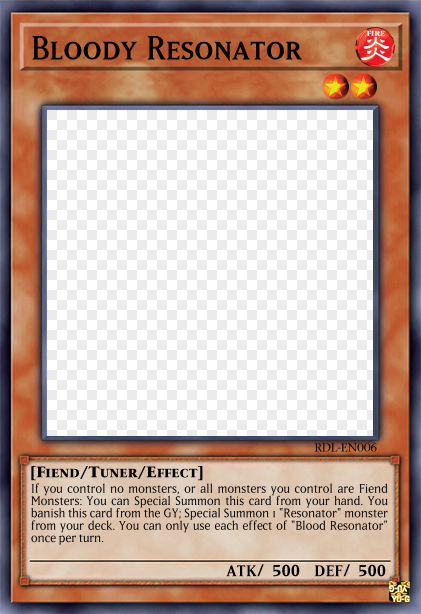 Bloody Resonator
FIRE
炎
RDL-EN006
[Fiend/Tuner/Effect]
If you control no monsters, or all monsters you control are Fiend
Monsters: You can Special Summon this card from your hand. You
banish this card from the GY; Special Summon 1 "Resonator" monster
from your deck. You can only use each effect of "Blood Resonator"
once per turn.
ATK/ 500 DEF/ 500